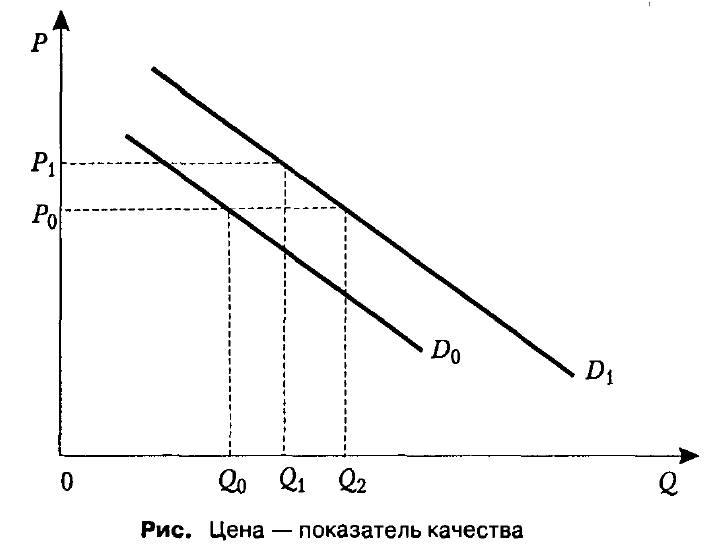 P
P₁
P₀
D₀
D₁
0
Q₀
Q₁
Q₂
Q
Рис. Цена — показатель качества